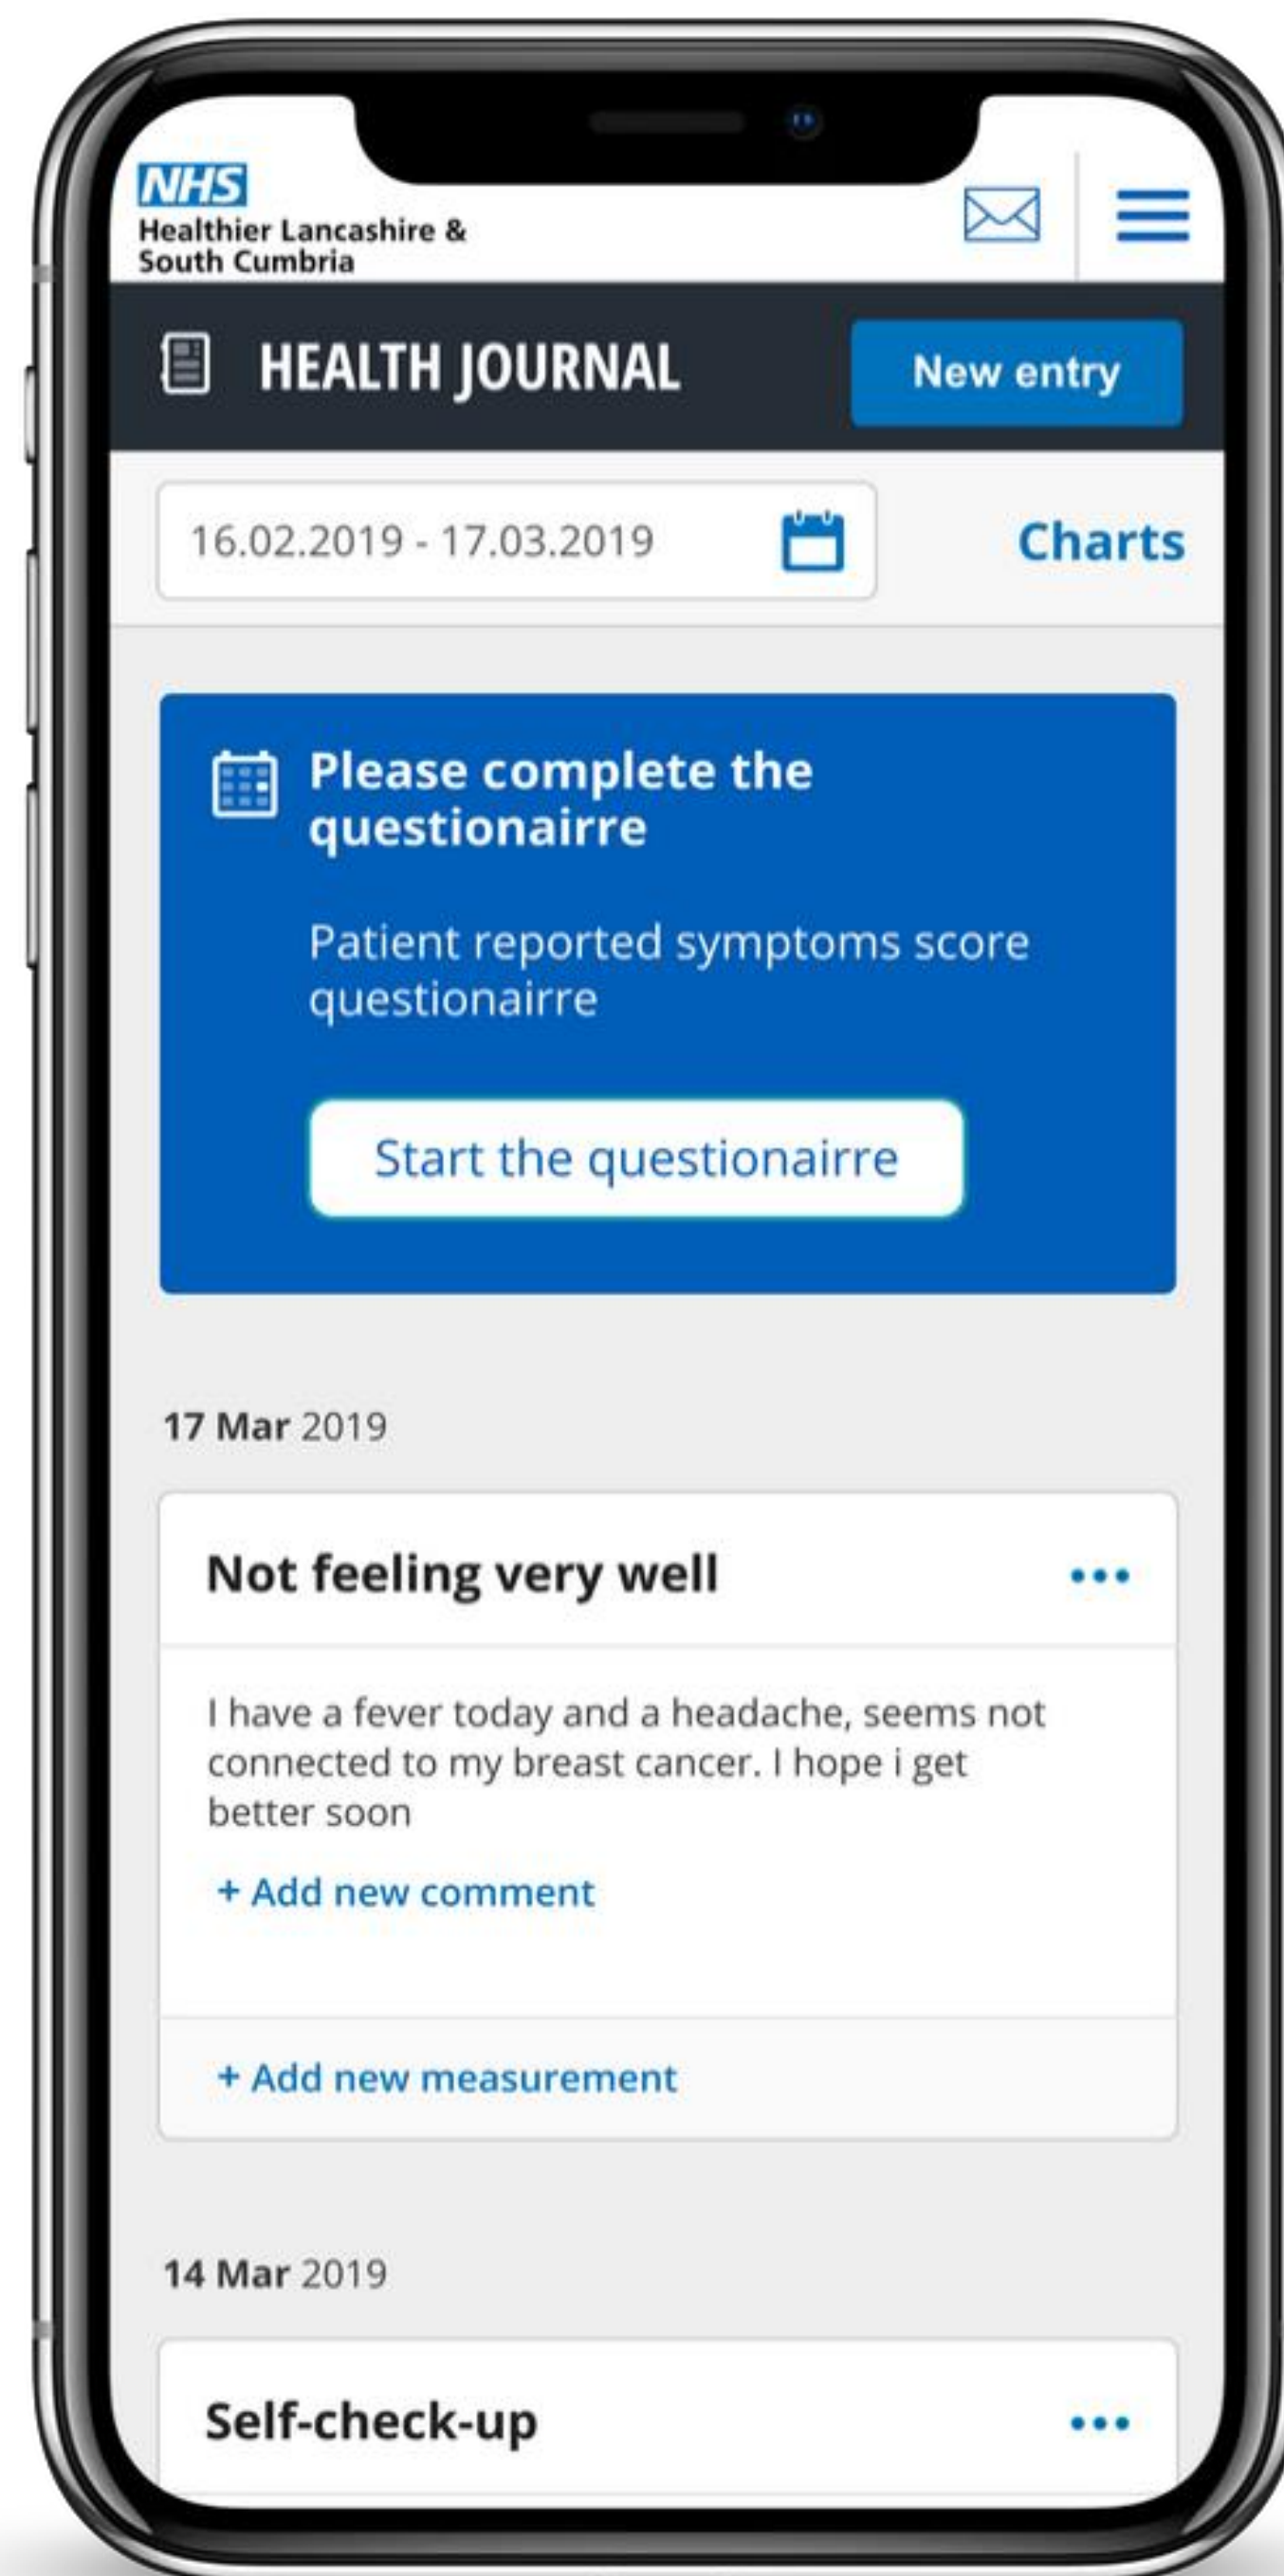 NHS
Healthier Lancashire &
South Cumbria
HEALTH JOURNAL
New entry
16.02.2019 - 17.03.2019
Charts
Please complete the
questionairre
Patient reported symptoms score
questionairre
Start the questionairre
17 Mar 2019
Not feeling very well
I have a fever today and a headache, seems not
connected to my breast cancer. I hope i get
better soon
+ Add new comment
+ Add new measurement
14 Mar 2019
Self-check-up